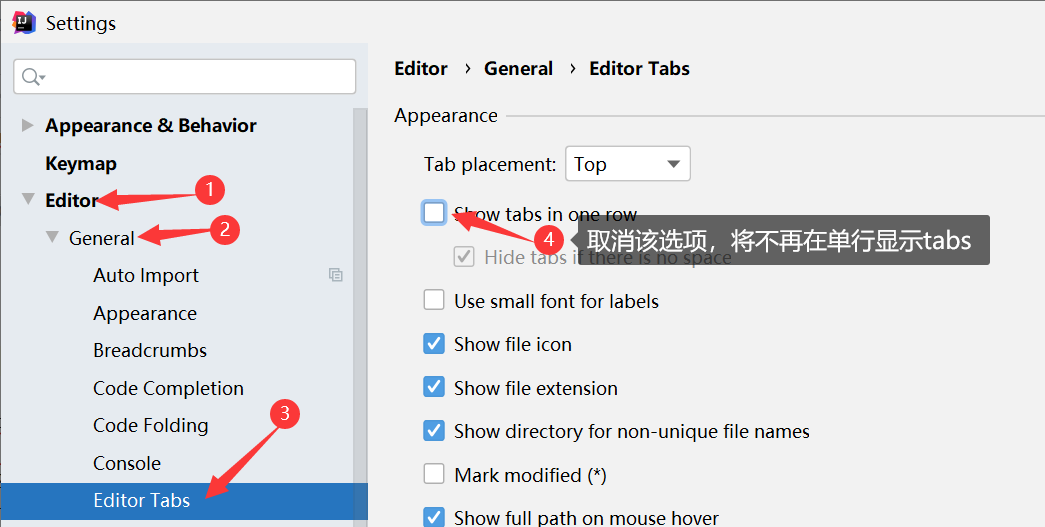 Settings
Editor › General › Editor Tabs
Appearance & Behavior
Keymap
Editor
1
General
2
Auto Import
Appearance
Breadcrumbs
Code Completion
Code Folding
3
Console
Editor Tabs
Appearance
Tab placement: Top
Show tabs in one row
4
取消该选项，将不再在单行显示tabs
Hide tabs if there is no space
Use small font for labels
Show file icon
Show file extension
Show directory for non-unique file names
Mark modified (*)
Show full path on mouse hover